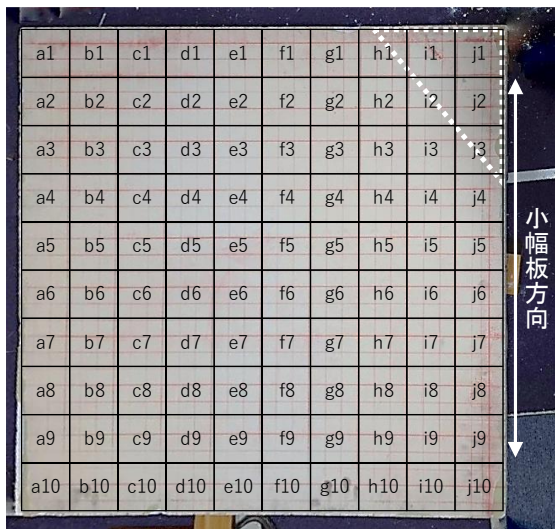 a1 b1 c1 d1 e1 f1 g1 h1 i1 j1
a2 b2 c2 d2 e2 f2 g2 h2 i2 j2
a3 b3 c3 d3 e3 f3 g3 h3 i3 j3
a4 b4 c4 d4 e4 f4 g4 h4 i4 j4
a5 b5 c5 d5 e5 f5 g5 h5 i5 j5
a6 b6 c6 d6 e6 f6 g6 h6 i6 j6
a7 b7 c7 d7 e7 f7 g7 h7 i7 j7
a8 b8 c8 d8 e8 f8 g8 h8 i8 j8
a9 b9 c9 d9 e9 f9 g9 h9 i9 j9
a10 b10 c10 d10 e10 f10 g10 h10 i10 j10
小幅板方向